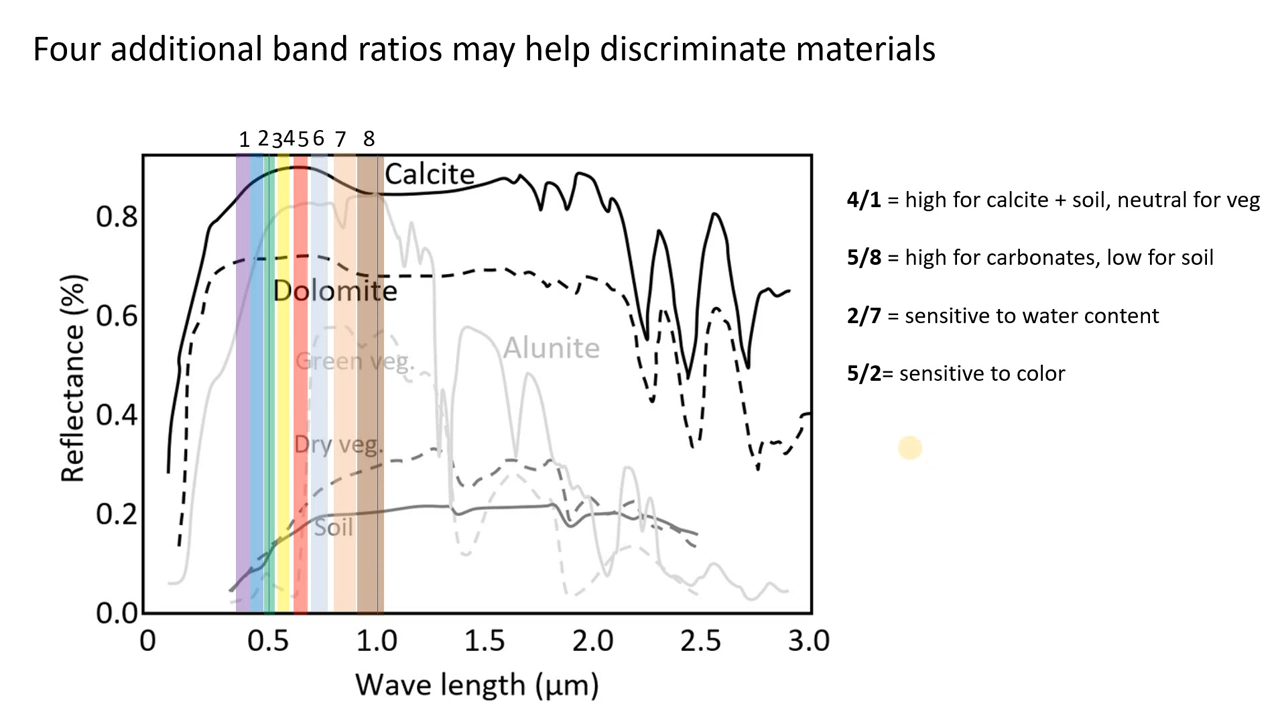 Four additional band ratios may help discriminate materials
1 2 3 4 5 6 7 8
Calcite
Dolomite
Green veg.
Alunite
Dry veg.
Soil
0.8
0.6
0.4
0.2
0.0
Reflectance (%)
0 0.5 1.0 1.5 2.0 2.5 3.0
Wave length (μm)
4/1 = high for calcite + soil, neutral for veg
5/8 = high for carbonates, low for soil
2/7 = sensitive to water content
5/2= sensitive to color